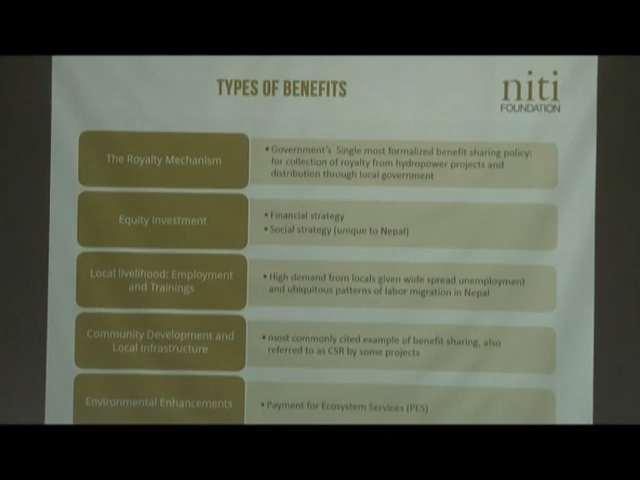 TYPES OF BENEFITS
niti
FOUNDATION
The Royalty Mechanism
• Government's Single most formalized benefit sharing policy:
for collection of royalty from hydropower projects and
distribution through local government
Equity Investment
• Financial strategy
• Social strategy (unique to Nepal)
Local livelihood: Employment
and Trainings
• High demand from locals given wide spread unemployment
and ubiquitous patterns of labor migration in Nepal
Community Development and
Local Infrastructure
• most commonly cited example of benefit sharing, also
referred to as CSR by some projects
Environmental Enhancements
• Payment for Ecosystem Services (PES)